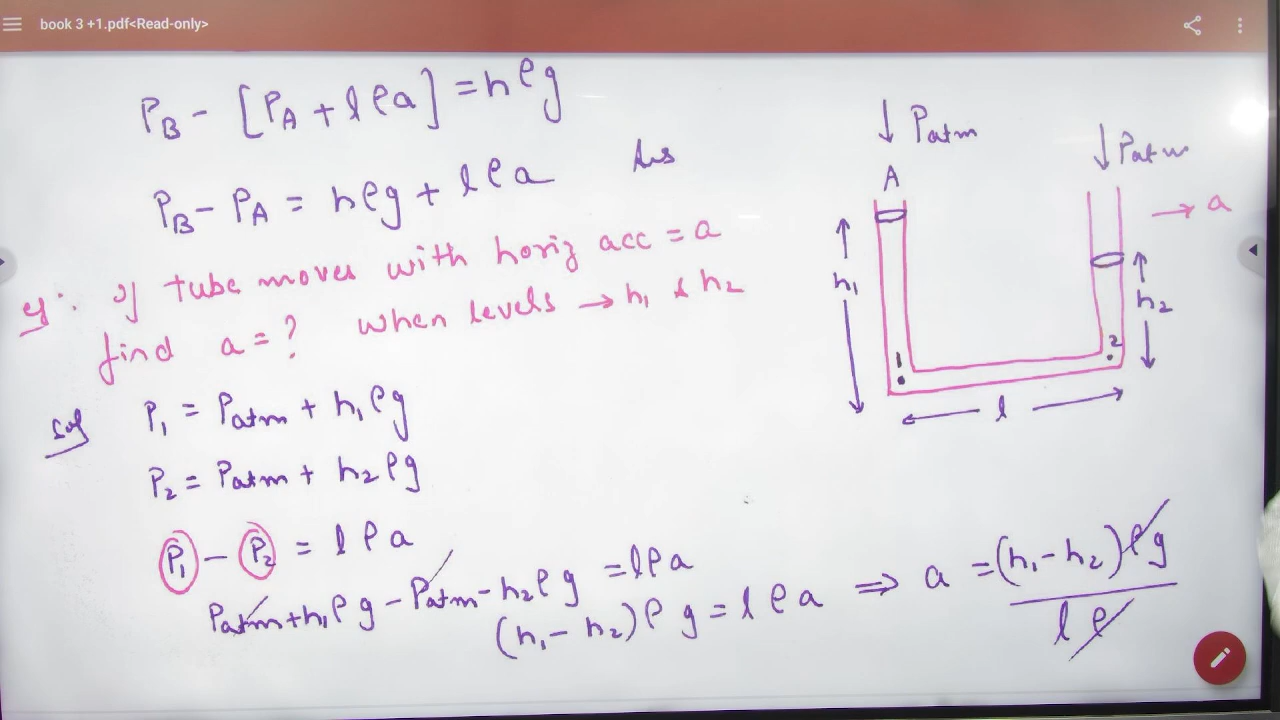 book 3 +1.pdf<Read-only>
P_B - [P_A + lρa] = hρg
P_B - P_A = hρg + lρa Ans
eg: If tube moves with horiz acc = a
find a = ? When levels → h₁ & h₂
Sol P₁ = Patm + h₁ρg
P₂ = Patm + h₂ρg
P₁ - P₂ = lρa
Patm + h₁ρg - Patm - h₂ρg = lρa
(h₁ - h₂)ρg = lρa ⇒ a = (h₁ - h₂)ρg / lρ
↓ Patm
↓ Patm
A
→ a
h₁
h₂
1
2
l